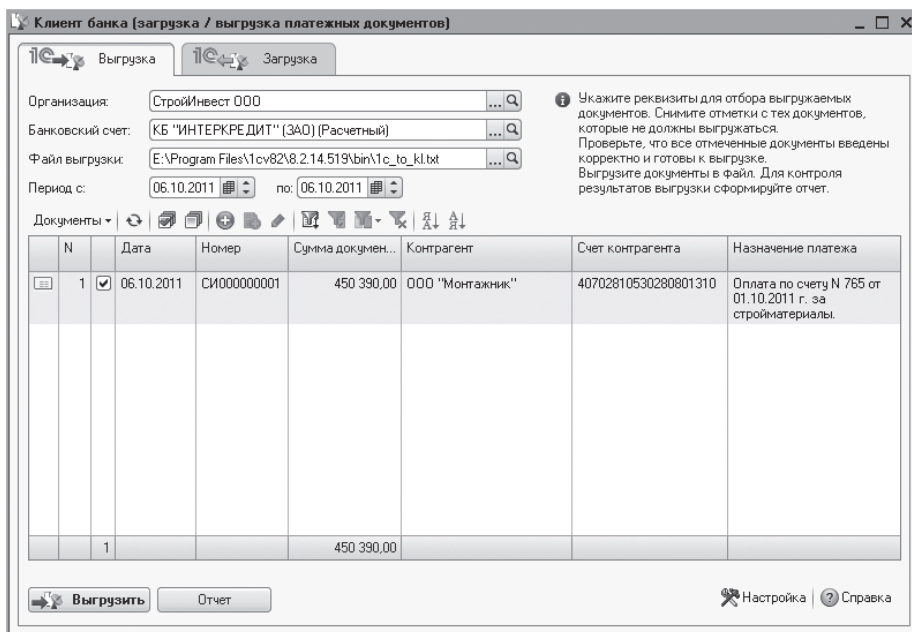 Клиент банка (загрузка / выгрузка платежных документов)
Выгрузка
Загрузка
Организация: СтройИнвест ООО
Банковский счет: КБ "ИНТЕРКРЕДИТ" (ЗАО) (Расчетный)
Файл выгрузки: E:\Program Files\1cv82\8.2.14.519\bin\1c_to_kl.txt
Период с: 06.10.2011 по: 06.10.2011
Укажите реквизиты для отбора выгружаемых
документов. Снимите отметки с тех документов,
которые не должны выгружаться.
Проверьте, что все отмеченные документы введены
корректно и готовы к выгрузке.
Выгрузите документы в файл. Для контроля
результатов выгрузки сформируйте отчет.
Документы
N Дата Номер Сумма докумен... Контрагент Счет контрагента Назначение платежа
1 06.10.2011 СИ000000001 450 390,00 ООО "Монтажник" 40702810530280801310 Оплата по счету N 765 от
01.10.2011 г. за
стройматериалы.
1 450 390,00
Выгрузить
Отчет
Настройка
Справка